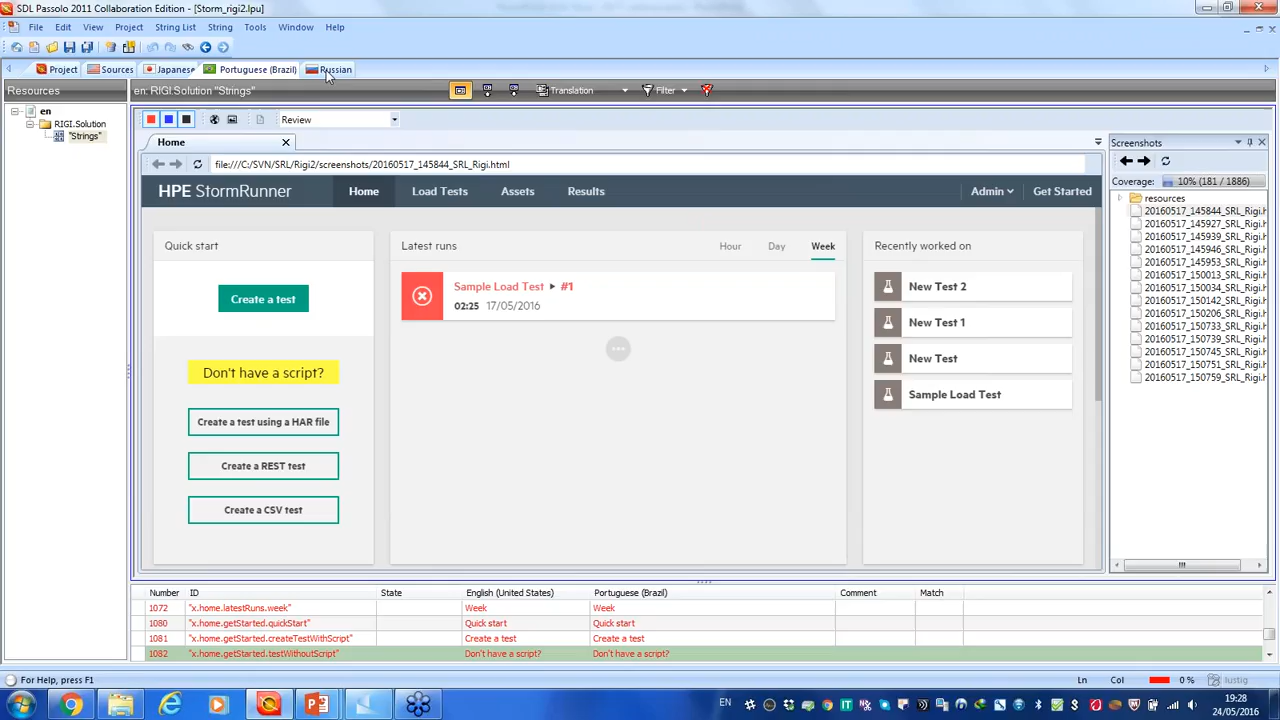 SDL Passolo 2011 Collaboration Edition - [Storm_rigi2.lpu]
File Edit View Project String List String Tools Window Help
Project Sources Japanese Portuguese (Brazil) Russian
Resources en: RIGI.Solution "Strings" Translation Filter
en
RIGI.Solution
"Strings"
Review
Home
file:///C:/SVN/SRL/Rigi2/screenshots/20160517_145844_SRL_Rigi.html
HPE StormRunner Home Load Tests Assets Results Admin Get Started
Quick start
Create a test
Don't have a script?
Create a test using a HAR file
Create a REST test
Create a CSV test
Latest runs Hour Day Week
Sample Load Test #1
02:25 17/05/2016
Recently worked on
New Test 2
New Test 1
New Test
Sample Load Test
Screenshots
Coverage: 10% (181 / 1886)
resources
20160517_145844_SRL_Rigi.h
20160517_145927_SRL_Rigi.h
20160517_145939_SRL_Rigi.h
20160517_145946_SRL_Rigi.h
20160517_145953_SRL_Rigi.h
20160517_150013_SRL_Rigi.h
20160517_150034_SRL_Rigi.h
20160517_150142_SRL_Rigi.h
20160517_150206_SRL_Rigi.h
20160517_150733_SRL_Rigi.h
20160517_150739_SRL_Rigi.h
20160517_150745_SRL_Rigi.h
20160517_150751_SRL_Rigi.h
20160517_150759_SRL_Rigi.h
Number ID State English (United States) Portuguese (Brazil) Comment Match
1072 "x.home.latestRuns.week" Week Week
1080 "x.home.getStarted.quickStart" Quick start Quick start
1081 "x.home.getStarted.createTestWithScript" Create a test Create a test
1082 "x.home.getStarted.testWithoutScript" Don't have a script? Don't have a script?
For Help, press F1 Ln Col 0 % lustig
EN 19:28
24/05/2016